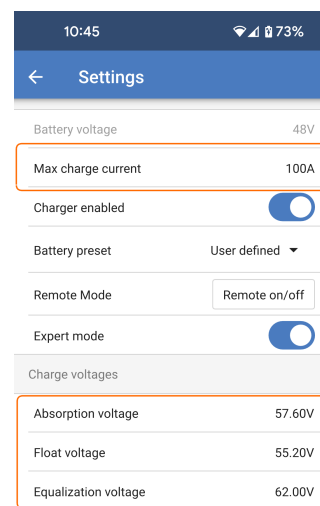 10:45 73%
Settings
Battery voltage 48V
Max charge current 100A
Charger enabled
Battery preset User defined
Remote Mode Remote on/off
Expert mode
Charge voltages
Absorption voltage 57.60V
Float voltage 55.20V
Equalization voltage 62.00V